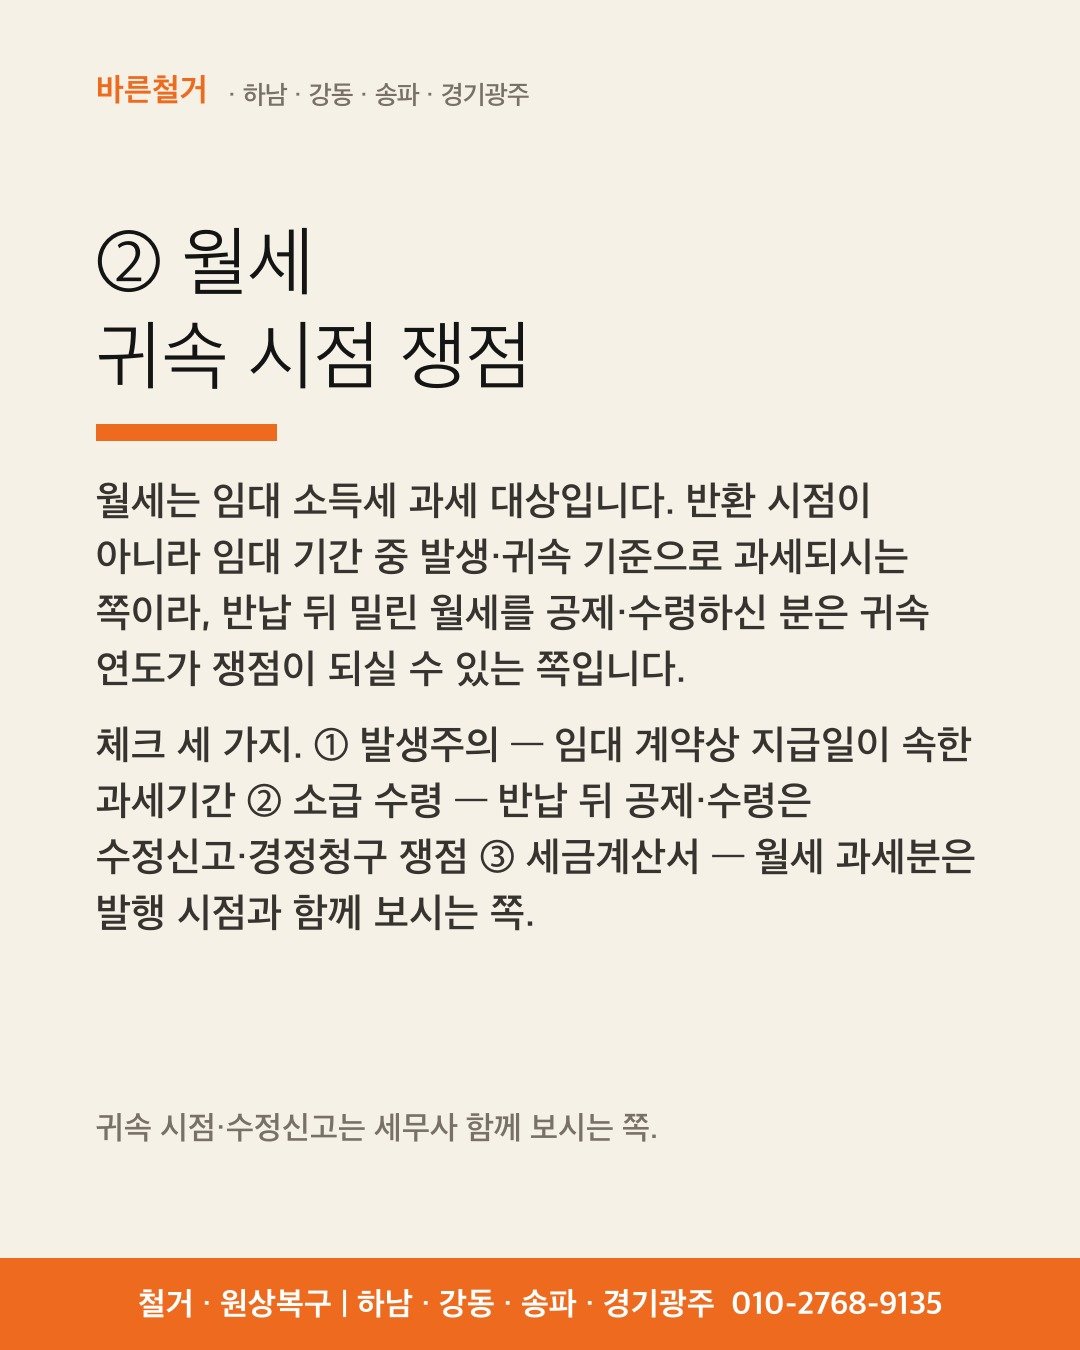 바른철거 · 하남 · 강동 · 송파 · 경기광주
② 월세
귀속 시점 쟁점
월세는 임대 소득세 과세 대상입니다. 반환 시점이
아니라 임대 기간 중 발생·귀속 기준으로 과세되시는
쪽이라, 반납 뒤 밀린 월세를 공제·수령하신 분은 귀속
연도가 쟁점이 되실 수 있는 쪽입니다.
체크 세 가지. ① 발생주의 — 임대 계약상 지급일이 속한
과세기간 ② 소급 수령 — 반납 뒤 공제·수령은
수정신고·경정청구 쟁점 ③ 세금계산서 — 월세 과세분은
발행 시점과 함께 보시는 쪽.
귀속 시점·수정신고는 세무사 함께 보시는 쪽.
철거 · 원상복구 | 하남 · 강동 · 송파 · 경기광주 010-2768-9135